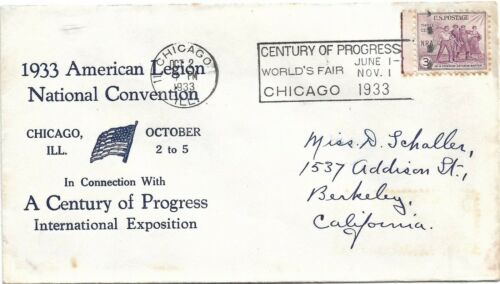 1933 American Legion
National Convention
CHICAGO, ILL.
OCTOBER 2 to 5
In Connection With
A Century of Progress
International Exposition
CHICAGO
OCT 2
PM
1933
ILL.
CENTURY OF PROGRESS
WORLD'S FAIR JUNE 1-
NOV. 1
CHICAGO 1933
U.S. POSTAGE
N.R.A.
3¢
Miss D. Schaller,
1537 Addison St.,
Berkeley,
California.